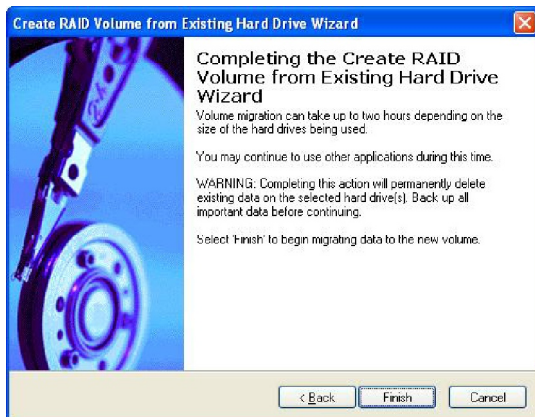 Create RAID Volume from Existing Hard Drive Wizard
Completing the Create RAID
Volume from Existing Hard Drive
Wizard
Volume migration can take up to two hours depending on the
size of the hard drives being used.
You may continue to use other applications during this time.
WARNING: Completing this action will permanently delete
existing data on the selected hard drive(s). Back up all
important data before continuing.
Select 'Finish' to begin migrating data to the new volume.
< Back
Finish
Cancel